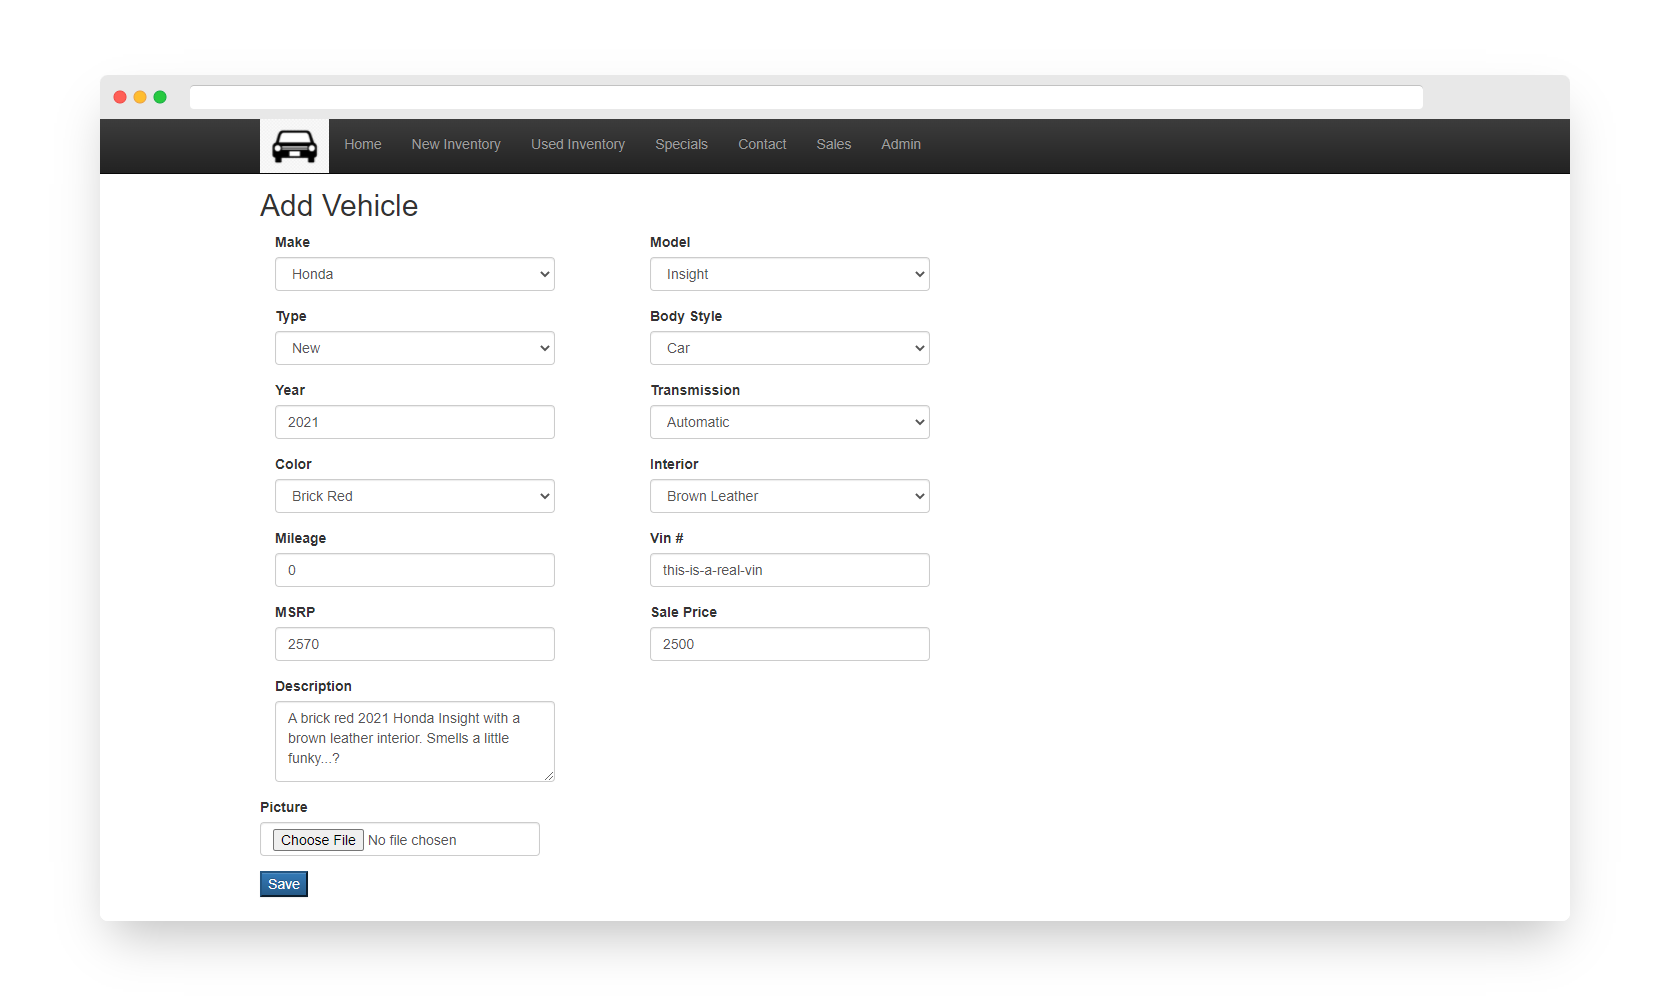 Home New Inventory Used Inventory Specials Contact Sales Admin
Add Vehicle
Make Model
Honda Insight
Type Body Style
New Car
Year Transmission
2021 Automatic
Color Interior
Brick Red Brown Leather
Mileage Vin #
0 this-is-a-real-vin
MSRP Sale Price
2570 2500
Description
A brick red 2021 Honda Insight with a
brown leather interior. Smells a little
funky...?
Picture
Choose File No file chosen
Save